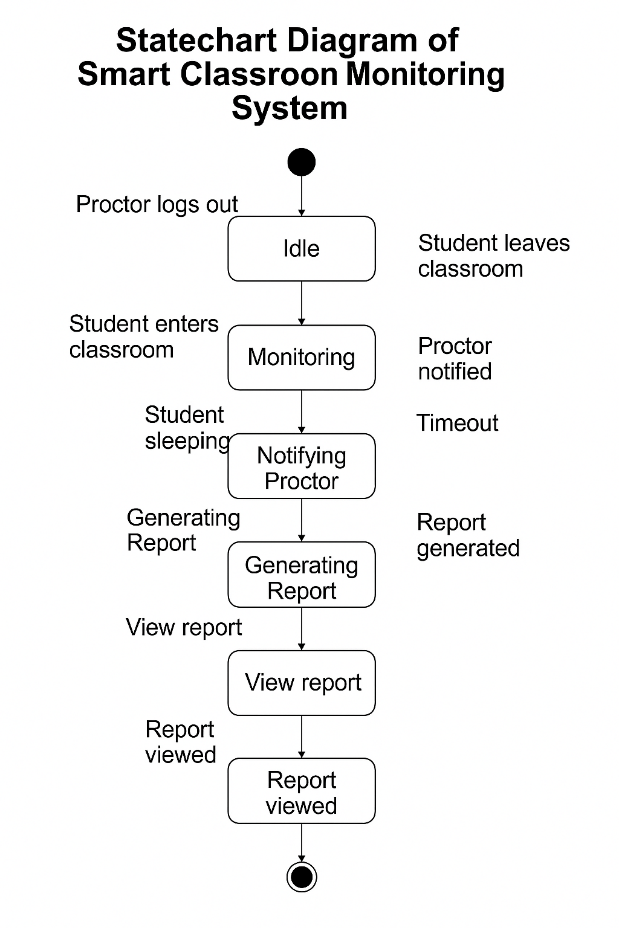 Statechart Diagram of
Smart Classroon Monitoring
System
Proctor logs out
Idle
Student leaves
classroom
Student enters
classroom
Monitoring
Proctor
notified
Student
sleeping
Timeout
Notifying
Proctor
Generating
Report
Report
generated
Generating
Report
View report
View report
Report
viewed
Report
viewed